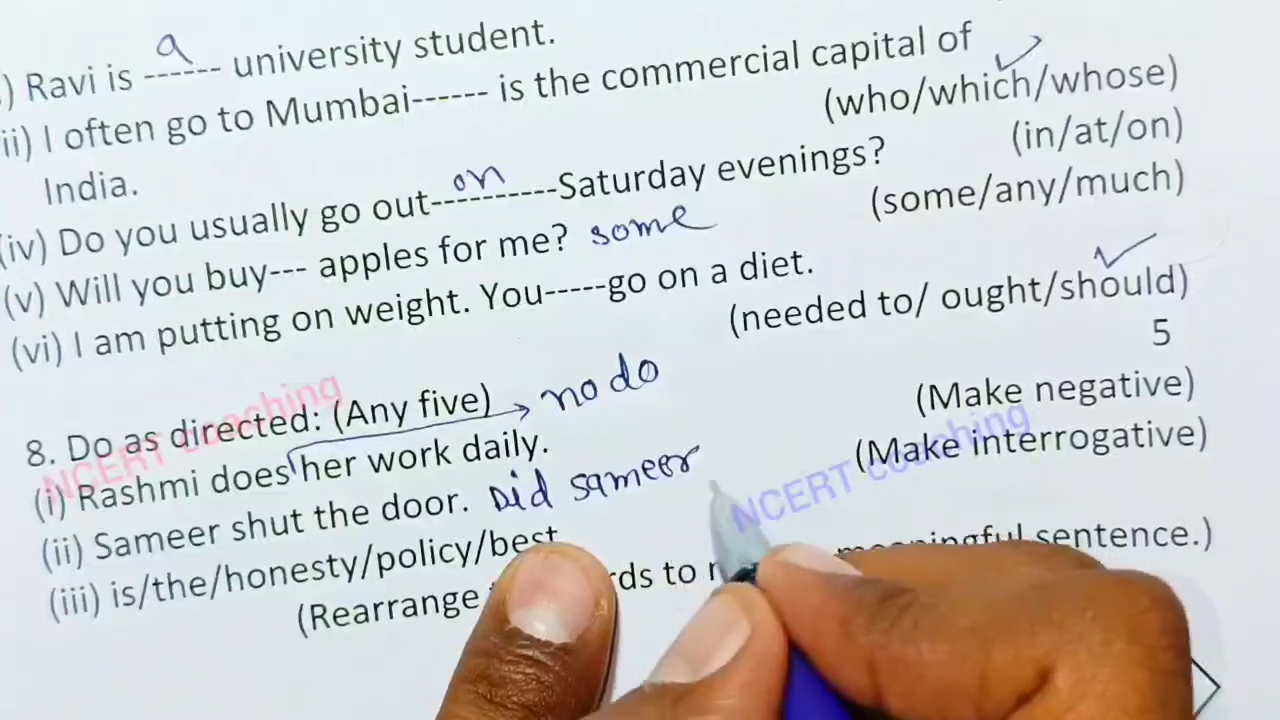 ) Ravi is ------ university student. a
ii) I often go to Mumbai------ is the commercial capital of
India. (who/which/whose)
(iv) Do you usually go out----------Saturday evenings? (in/at/on)
on
(v) Will you buy--- apples for me? some (some/any/much)
(vi) I am putting on weight. You-----go on a diet.
(needed to/ ought/should)
5
8. Do as directed: (Any five) no do
(i) Rashmi does her work daily. (Make negative)
(ii) Sameer shut the door. Did sameer (Make interrogative)
(iii) is/the/honesty/policy/best
(Rearrange sentence.)
NCERT coaching
NCERT coaching